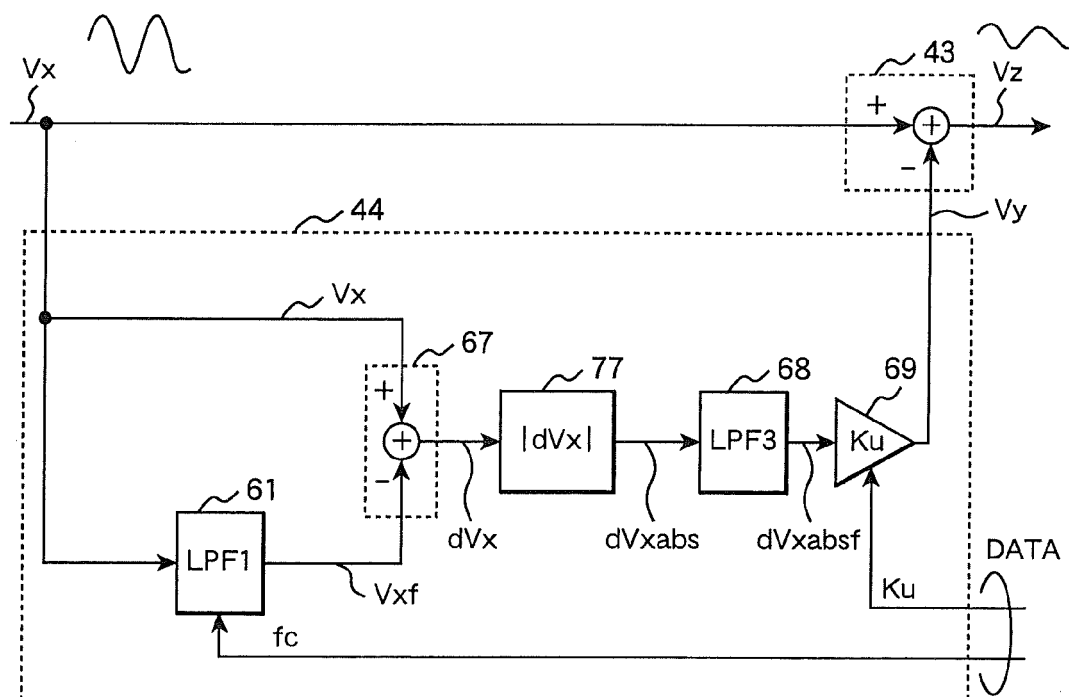 43
Vx
Vz
+
+
−
44
Vy
Vx
67
77
68
69
+
+
|dVx|
LPF3
Ku
−
61
dVx
dVxabs
dVxabsf
DATA
LPF1
Vxf
Ku
fc